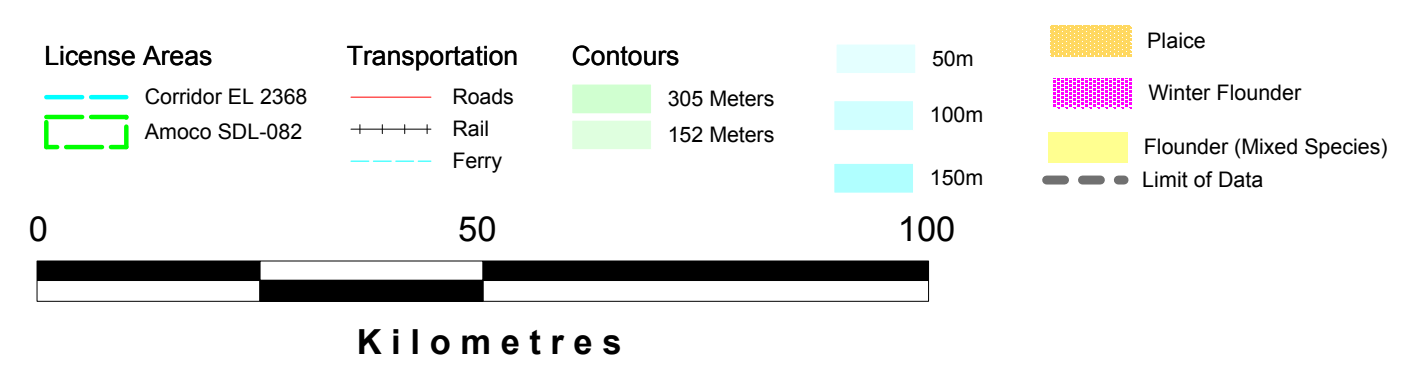 License Areas
Corridor EL 2368
Amoco SDL-082
Transportation
Roads
Rail
Ferry
Contours
305 Meters
152 Meters
50m
100m
150m
Plaice
Winter Flounder
Flounder (Mixed Species)
Limit of Data
0 50 100
Kilometres